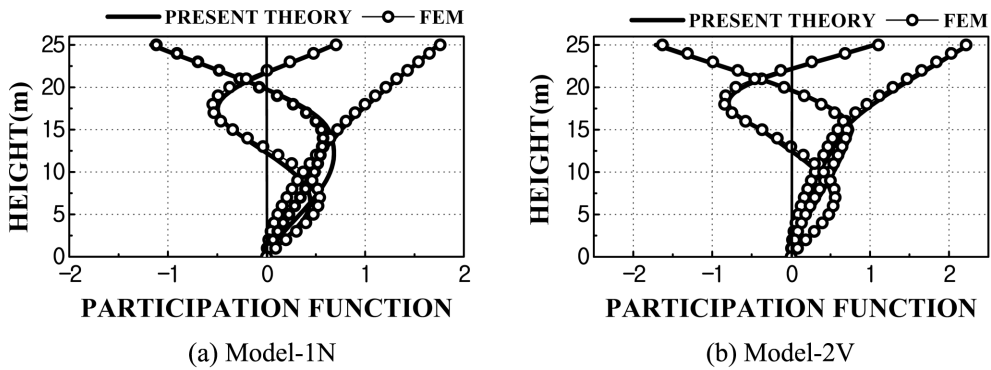 PRESENT THEORY FEM
25
20
15
10
5
0
HEIGHT(m)
−2 −1 0 1 2
PARTICIPATION FUNCTION
(a) Model-1N
PRESENT THEORY FEM
25
20
15
10
5
0
HEIGHT(m)
−2 −1 0 1 2
PARTICIPATION FUNCTION
(b) Model-2V